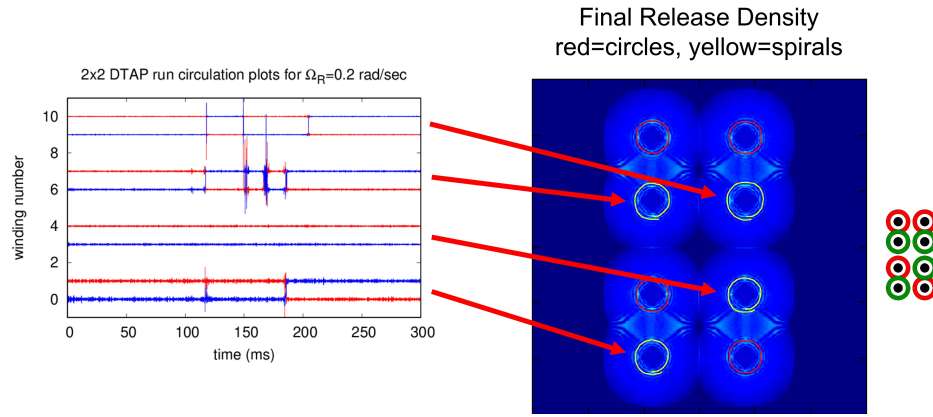 Final Release Density
red=circles, yellow=spirals
2x2 DTAP run circulation plots for Ω_R=0.2 rad/sec
winding number
10
8
6
4
2
0
0 50 100 150 200 250 300
time (ms)